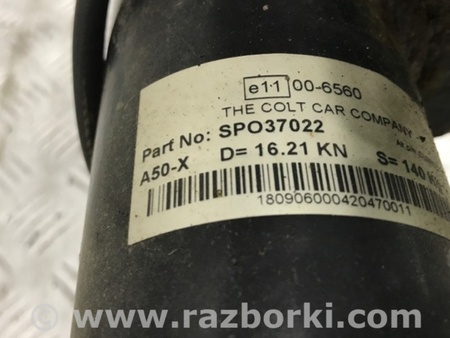 e11 00-6560
THE COLT CAR COMPANY
Part No: SPO37022
A50-X D= 16.21 KN S= 140
180906000420470011
www.razborki.com